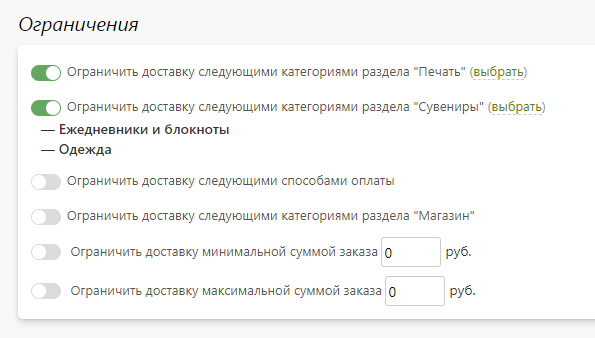 Ограничения
Ограничить доставку следующими категориями раздела "Печать" (выбрать)
Ограничить доставку следующими категориями раздела "Сувениры" (выбрать)
— Ежедневники и блокноты
— Одежда
Ограничить доставку следующими способами оплаты
Ограничить доставку следующими категориями раздела "Магазин"
Ограничить доставку минимальной суммой заказа 0 руб.
Ограничить доставку максимальной суммой заказа 0 руб.